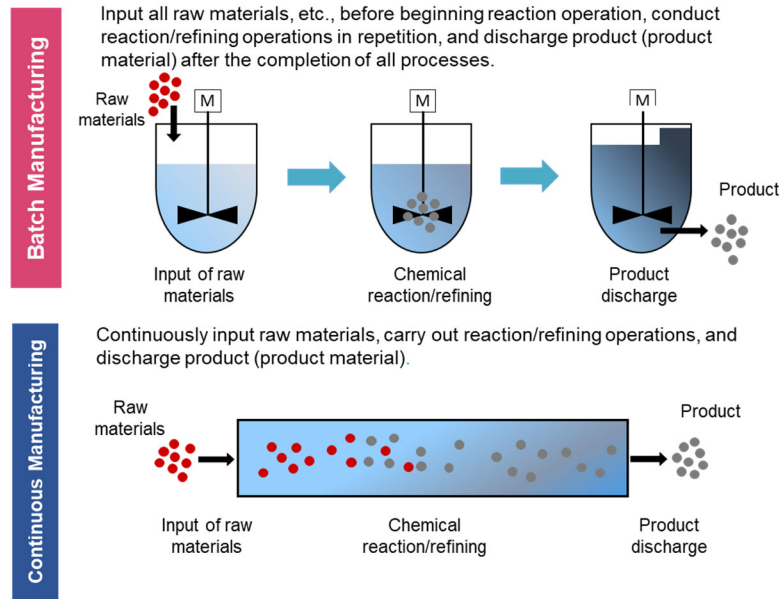 Batch Manufacturing
Input all raw materials, etc., before beginning reaction operation, conduct
reaction/refining operations in repetition, and discharge product (product
material) after the completion of all processes.
Raw
materials
M
M
M
Product
Input of raw
materials
Chemical
reaction/refining
Product
discharge
Continuous Manufacturing
Continuously input raw materials, carry out reaction/refining operations, and
discharge product (product material).
Raw
materials
Product
Input of raw
materials
Chemical
reaction/refining
Product
discharge